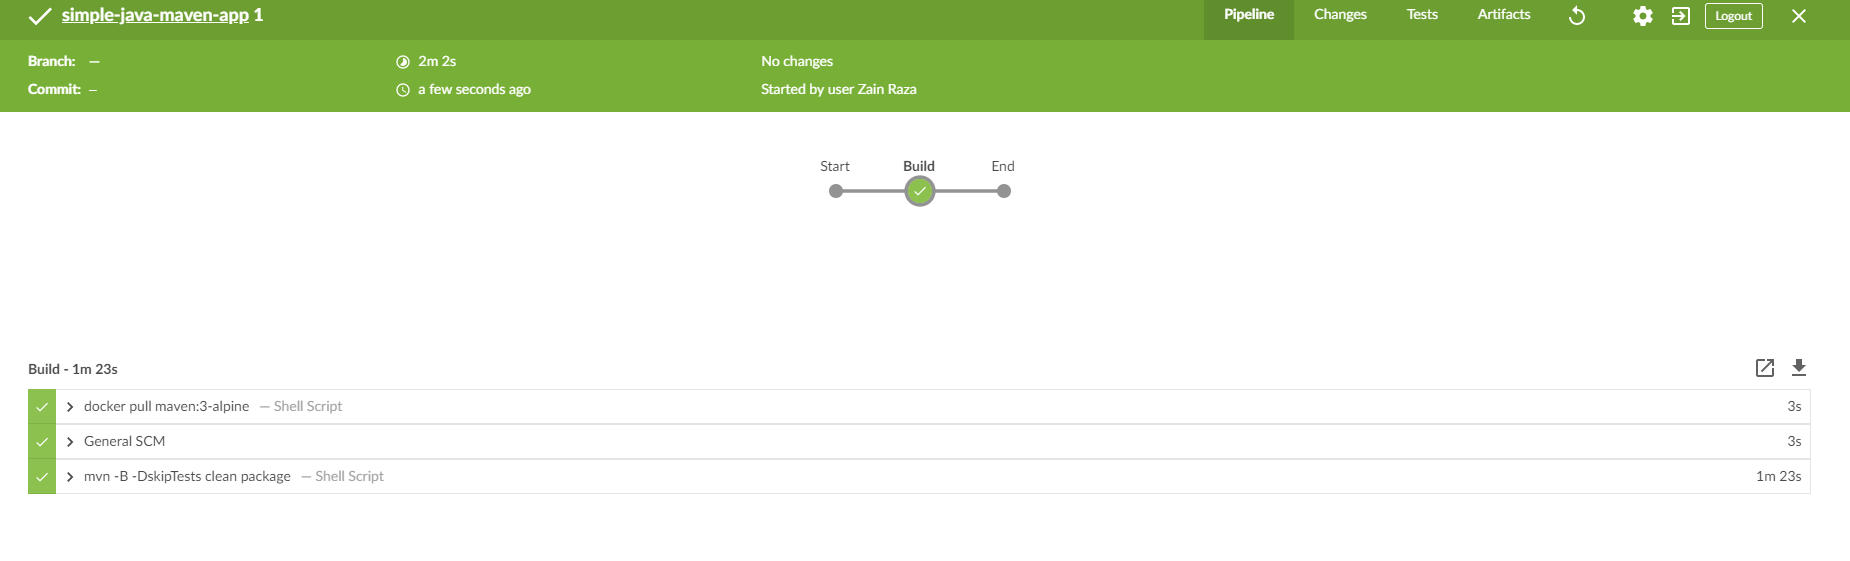 simple-java-maven-app 1
Pipeline Changes Tests Artifacts Logout
Branch: — 2m 2s No changes
Commit: – a few seconds ago Started by user Zain Raza
Start Build End
Build - 1m 23s
docker pull maven:3-alpine — Shell Script 3s
General SCM 3s
mvn -B -DskipTests clean package — Shell Script 1m 23s